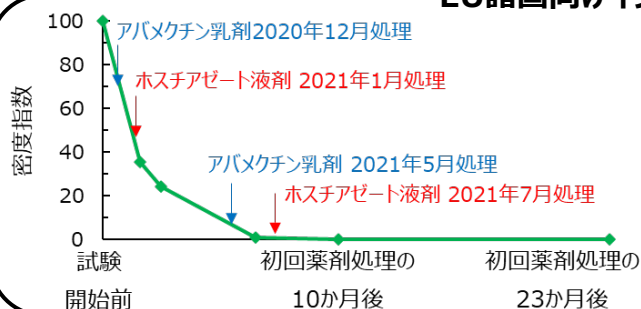 100
アバメクチン乳剤2020年12月処理
80
ホスチアゼート液剤 2021年1月処理
60
密度指数
40
アバメクチン乳剤 2021年5月処理
20
ホスチアゼート液剤 2021年7月処理
0
試験
開始前
初回薬剤処理の
10か月後
初回薬剤処理の
23か月後